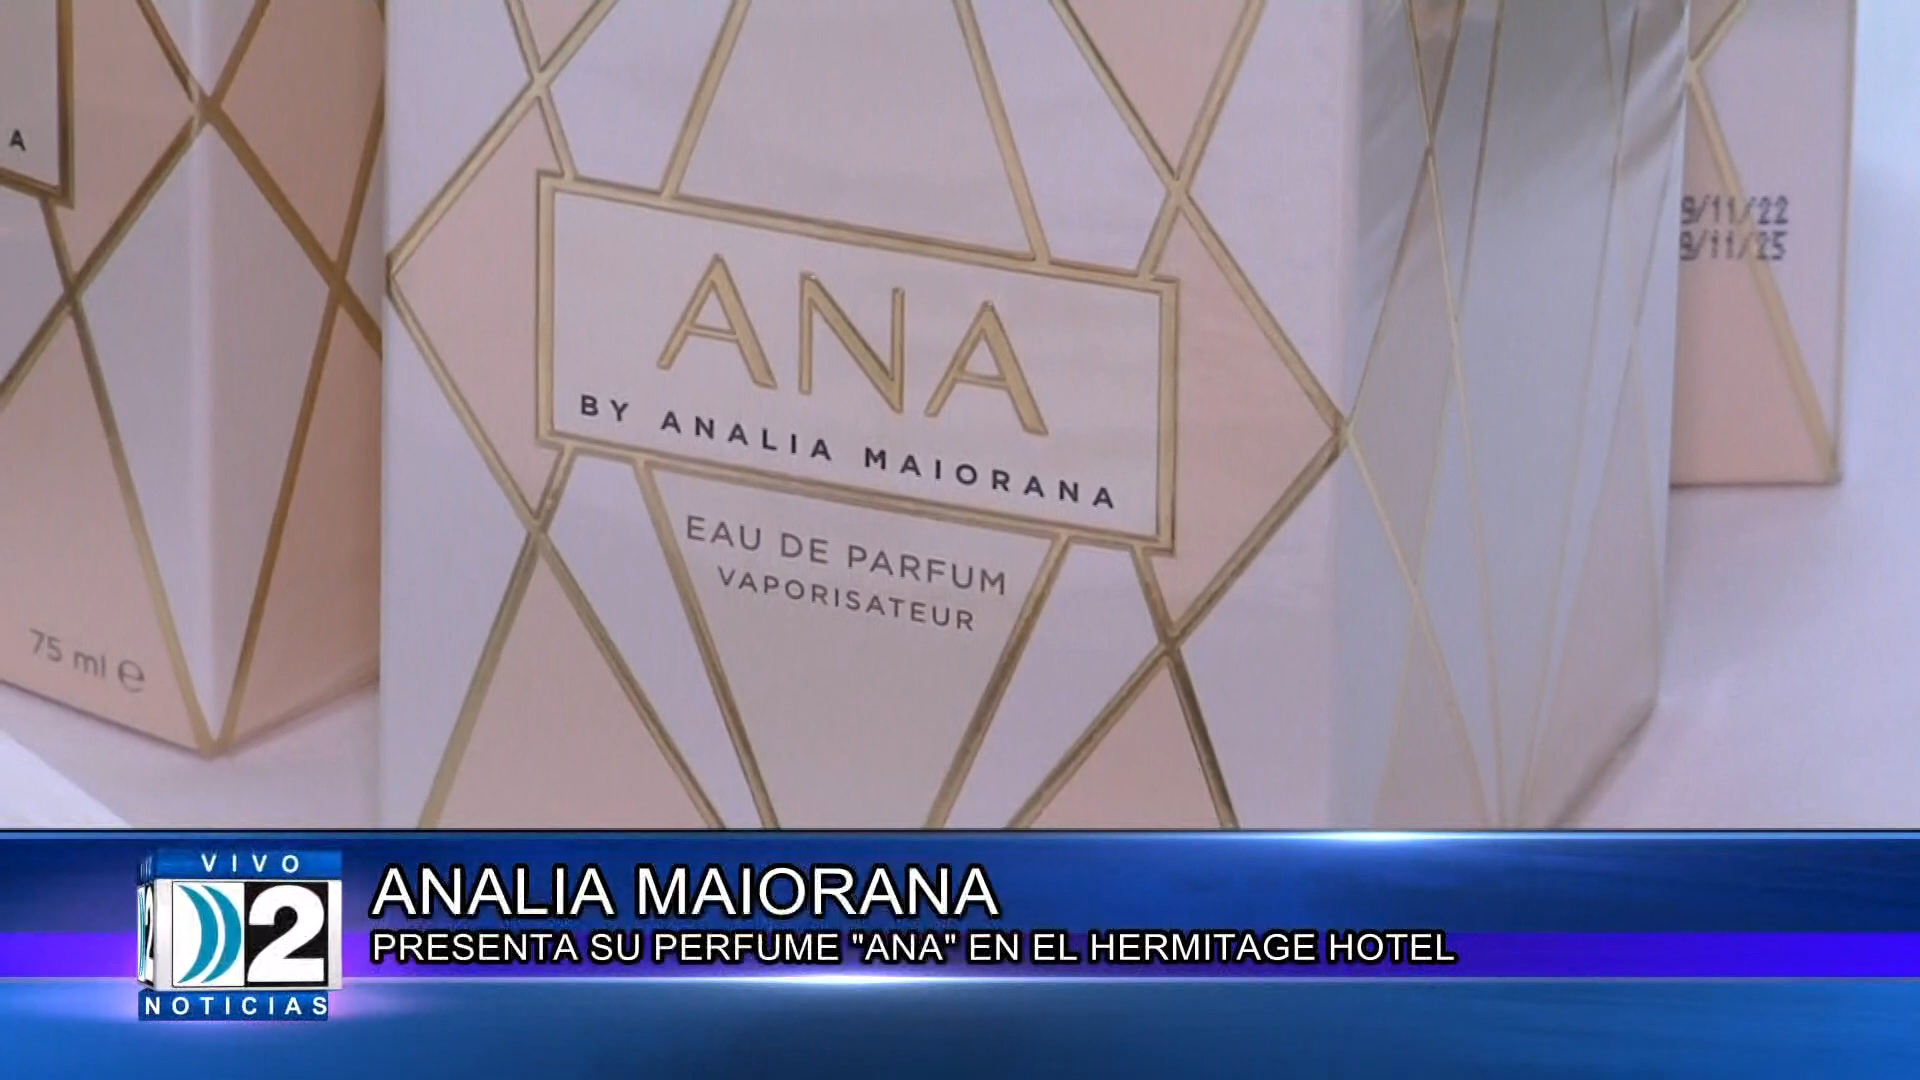 A
75 ml ℮
ANA
BY ANALIA MAIORANA
EAU DE PARFUM
VAPORISATEUR
9/11/22
9/11/25
VIVO
2
2
NOTICIAS
ANALIA MAIORANA
PRESENTA SU PERFUME "ANA" EN EL HERMITAGE HOTEL